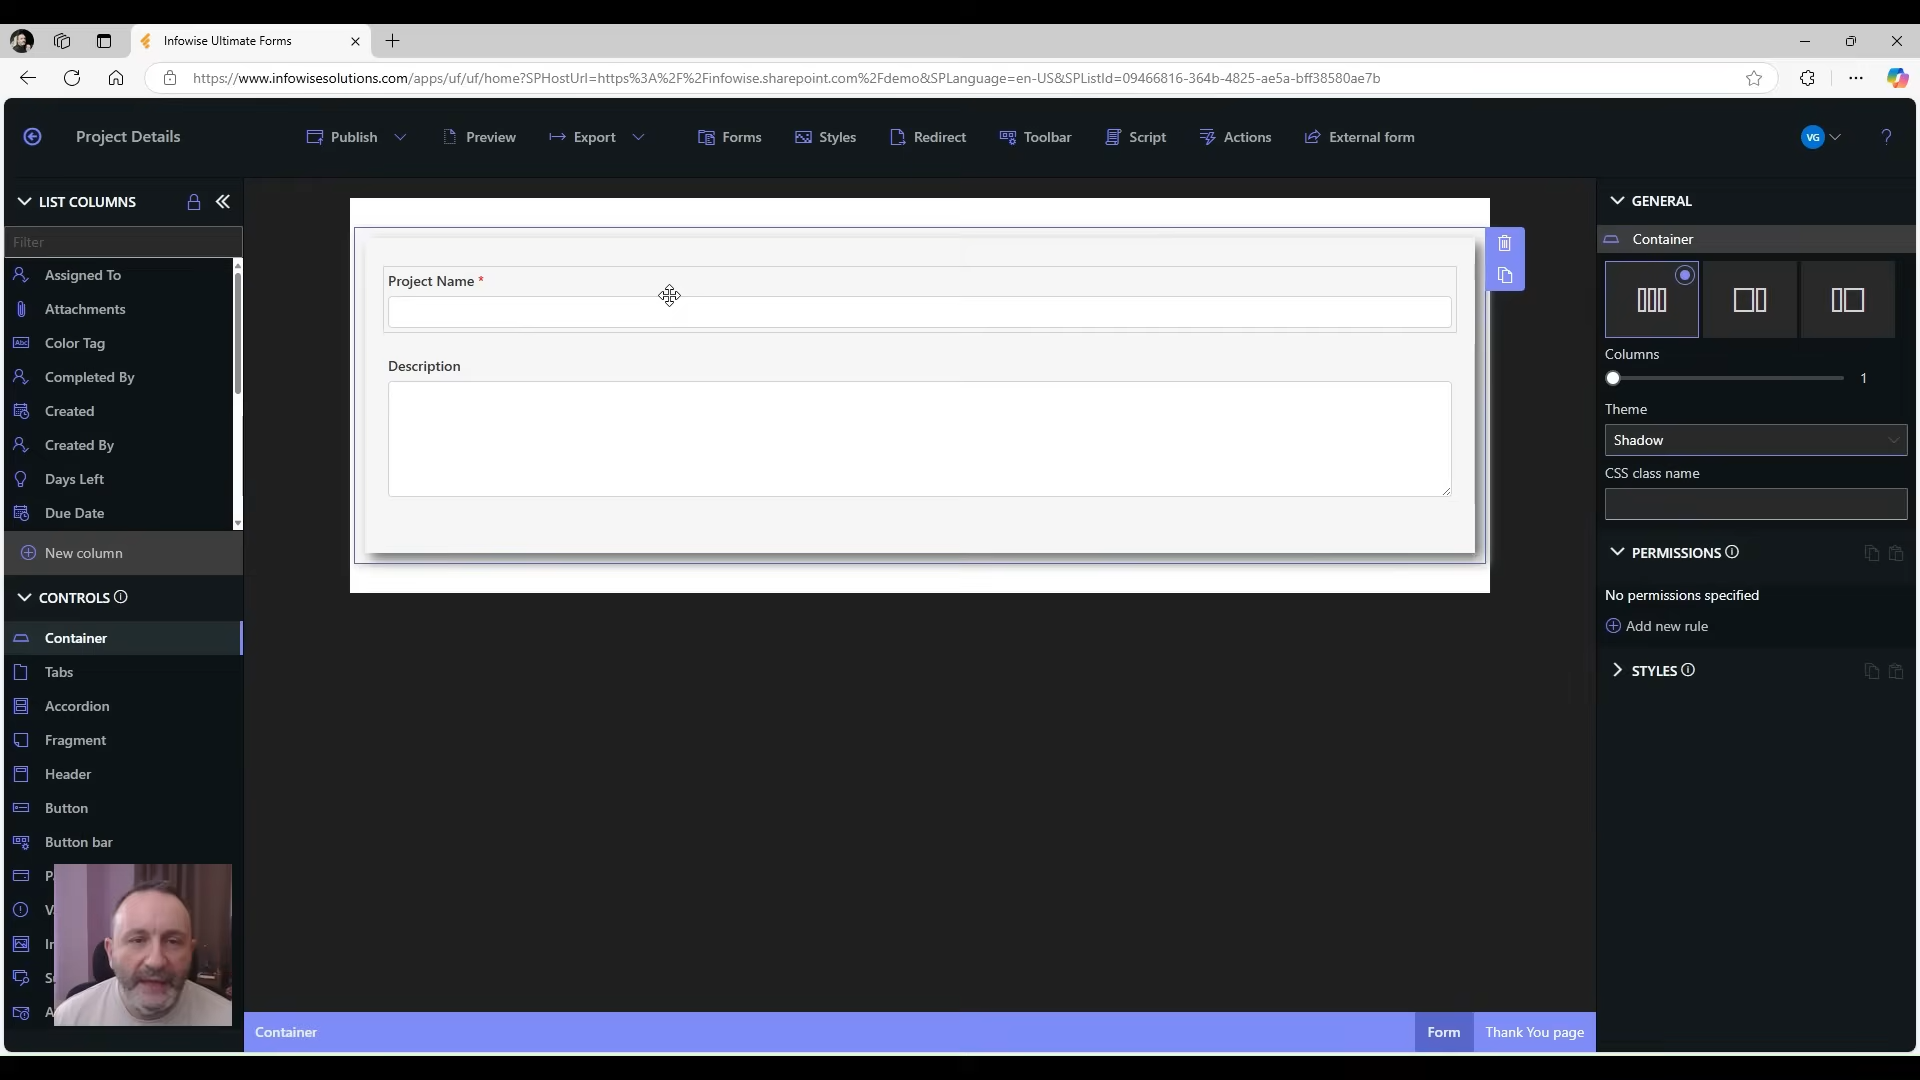 Infowise Ultimate Forms
https://www.infowisesolutions.com/apps/uf/uf/home?SPHostUrl=https%3A%2F%2Finfowise.sharepoint.com%2Fdemo&SPLanguage=en-US&SPListId=09466816-364b-4825-ae5a-bff38580ae7b
Project Details
Publish
Preview
Export
Forms
Styles
Redirect
Toolbar
Script
Actions
External form
VG
?
LIST COLUMNS
Filter
Assigned To
Attachments
Abc
Color Tag
Completed By
Created
Created By
Days Left
Due Date
New column
CONTROLS
Container
Tabs
Accordion
Fragment
Header
Button
Button bar
Project Name *
Description
Container
Form
Thank You page
GENERAL
Container
Columns
1
Theme
Shadow
CSS class name
PERMISSIONS
No permissions specified
Add new rule
STYLES